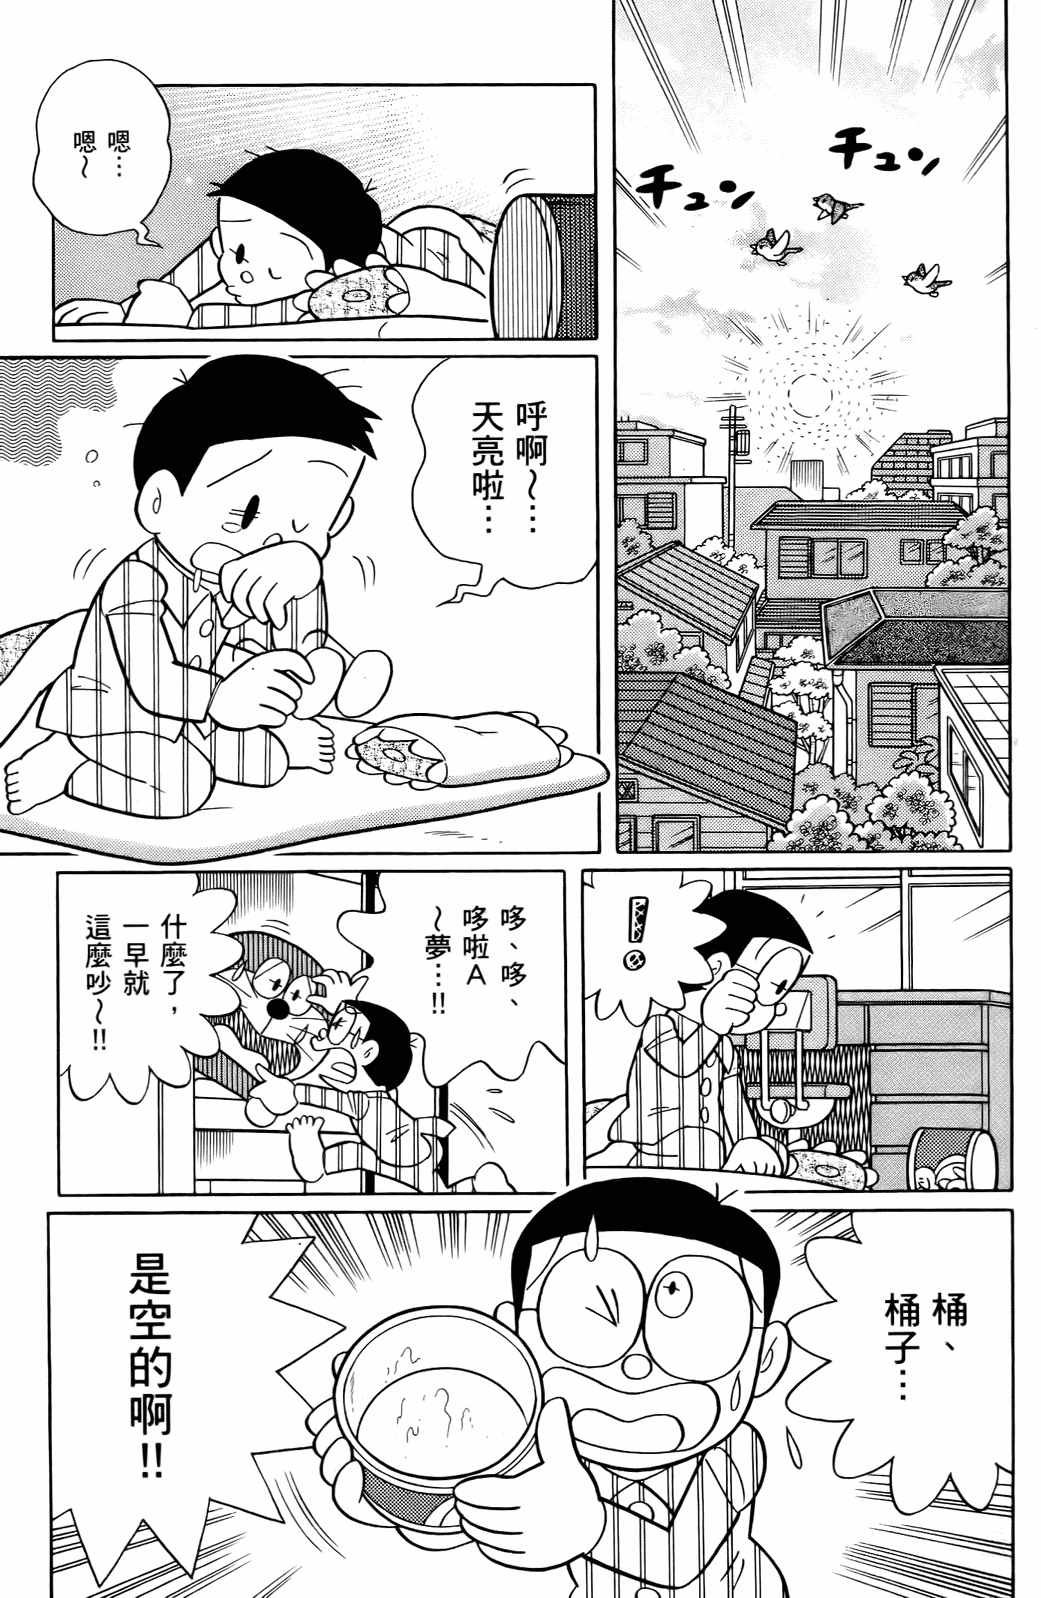 チュン
チュン
嗯…
嗯～
呼啊～…
天亮啦…
！
哆、哆、
哆啦A
～夢…!!
什麼了，
一早就
這麼吵～!!
桶、
桶子…
是空的啊!!